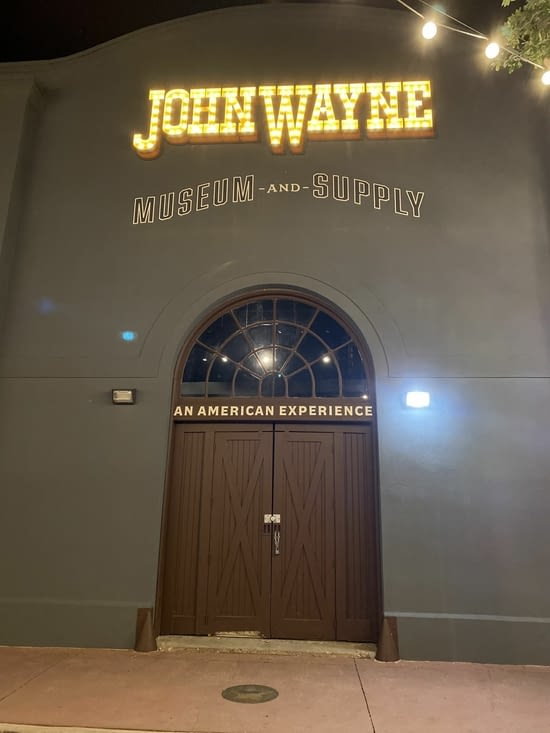 JOHN WAYNE
MUSEUM -AND- SUPPLY
AN AMERICAN EXPERIENCE